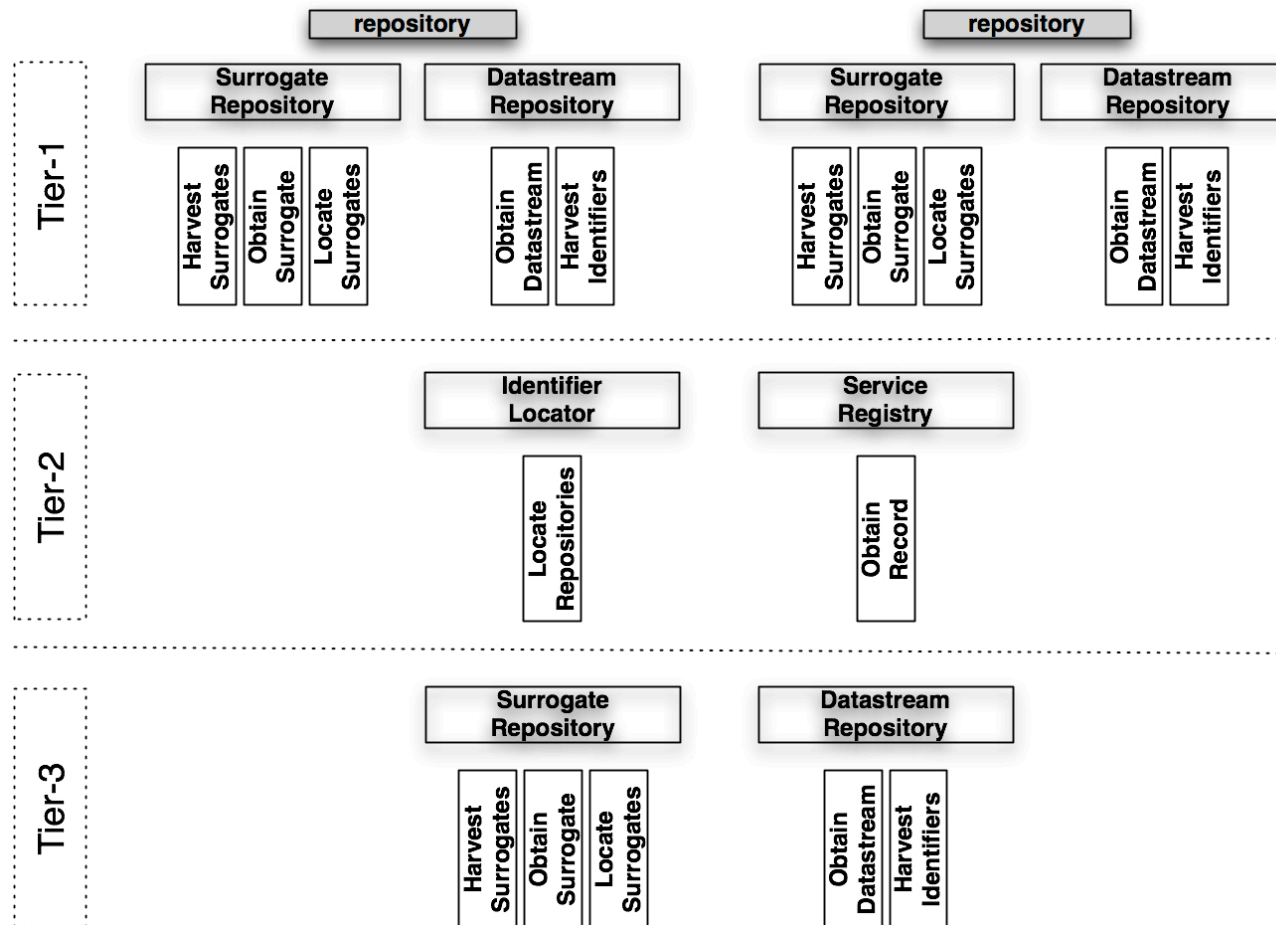 repository
repository
Tier-1
Surrogate
Repository
Datastream
Repository
Surrogate
Repository
Datastream
Repository
Harvest
Surrogates
Obtain
Surrogate
Locate
Surrogates
Obtain
Datastream
Harvest
Identifiers
Harvest
Surrogates
Obtain
Surrogate
Locate
Surrogates
Obtain
Datastream
Harvest
Identifiers
Tier-2
Identifier
Locator
Service
Registry
Locate
Repositories
Obtain
Record
Tier-3
Surrogate
Repository
Datastream
Repository
Harvest
Surrogates
Obtain
Surrogate
Locate
Surrogates
Obtain
Datastream
Harvest
Identifiers